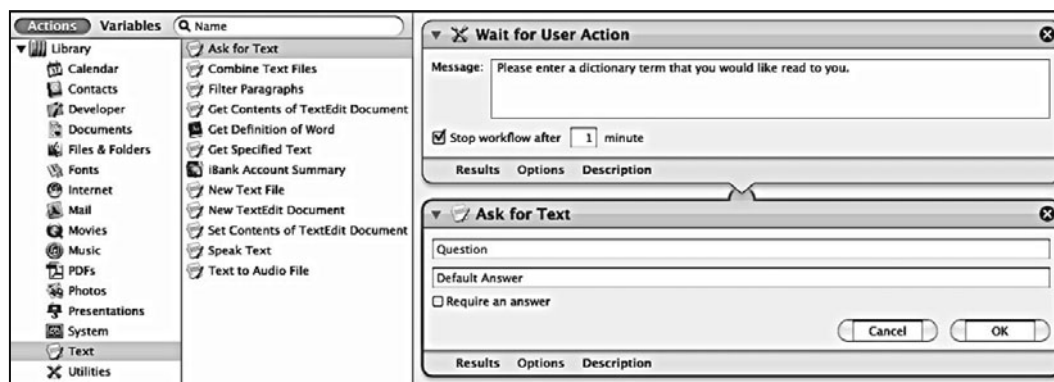 Actions Variables Name
Library
Calendar
Contacts
Developer
Documents
Files & Folders
Fonts
Internet
Mail
Movies
Music
PDFs
Photos
Presentations
System
Text
Utilities
Ask for Text
Combine Text Files
Filter Paragraphs
Get Contents of TextEdit Document
Get Definition of Word
Get Specified Text
iBank Account Summary
New Text File
New TextEdit Document
Set Contents of TextEdit Document
Speak Text
Text to Audio File
Wait for User Action
Message: Please enter a dictionary term that you would like read to you.
Stop workflow after 1 minute
Results Options Description
Ask for Text
Question
Default Answer
Require an answer
Cancel OK
Results Options Description